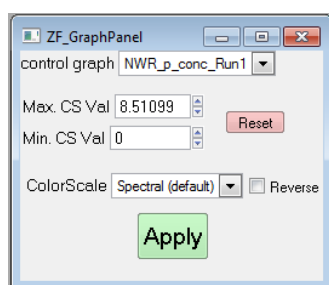 ZF_GraphPanel
control graph NWR_p_conc_Run1
Max. CS Val 8.51099
Reset
Min. CS Val 0
ColorScale Spectral (default) Reverse
Apply